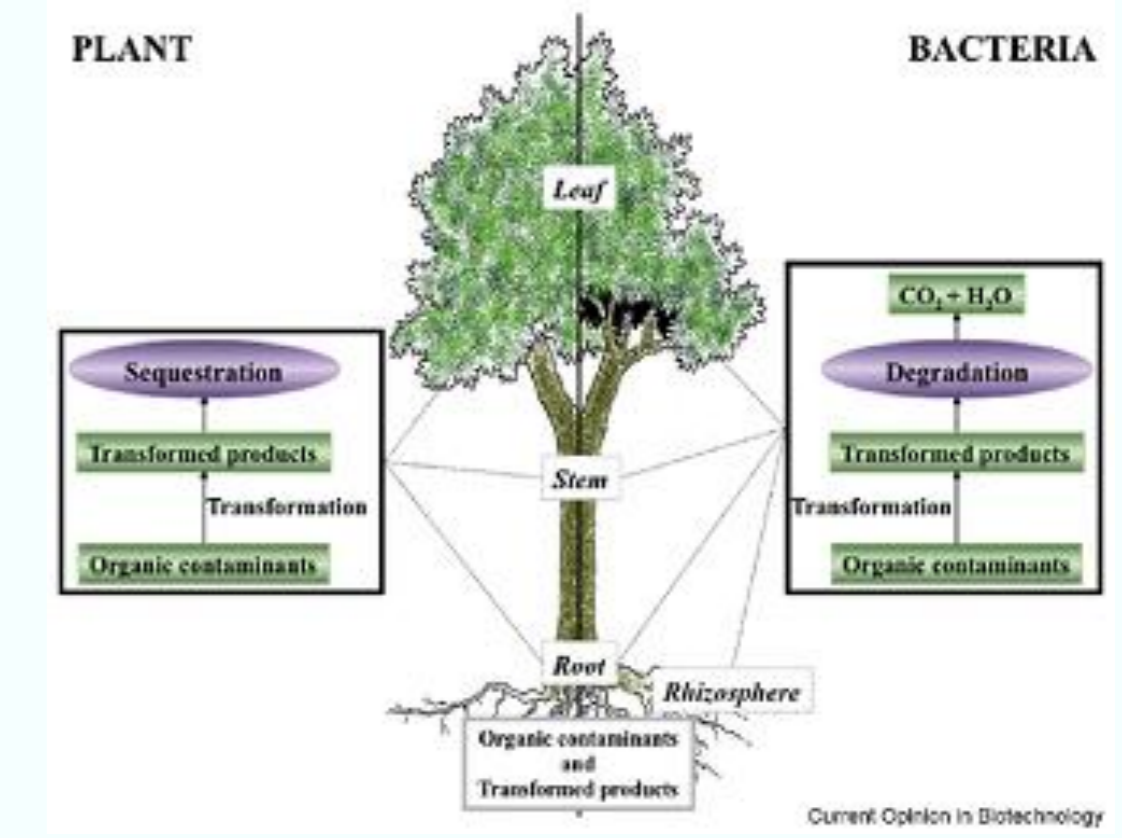 PLANT
BACTERIA
Leaf
CO₂ + H₂O
Sequestration
Degradation
Transformed products
Transformed products
Stem
Transformation
Transformation
Organic contaminants
Organic contaminants
Root
Rhizosphere
Organic contaminants
and
Transformed products
Current Opinion in Biotechnology